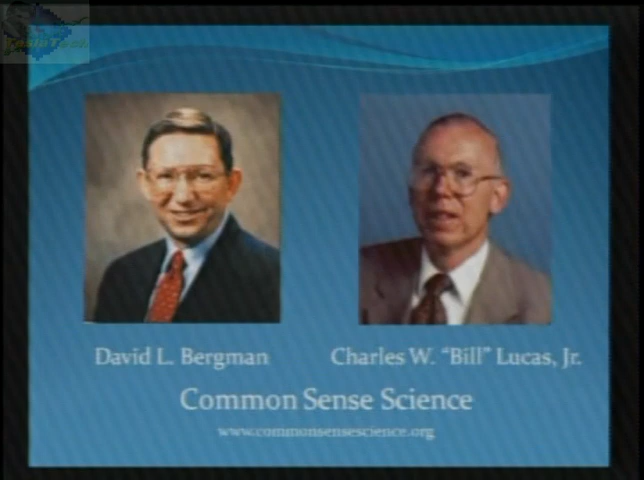 David L. Bergman
Charles W. "Bill" Lucas, Jr.
Common Sense Science
www.commonsensescience.org